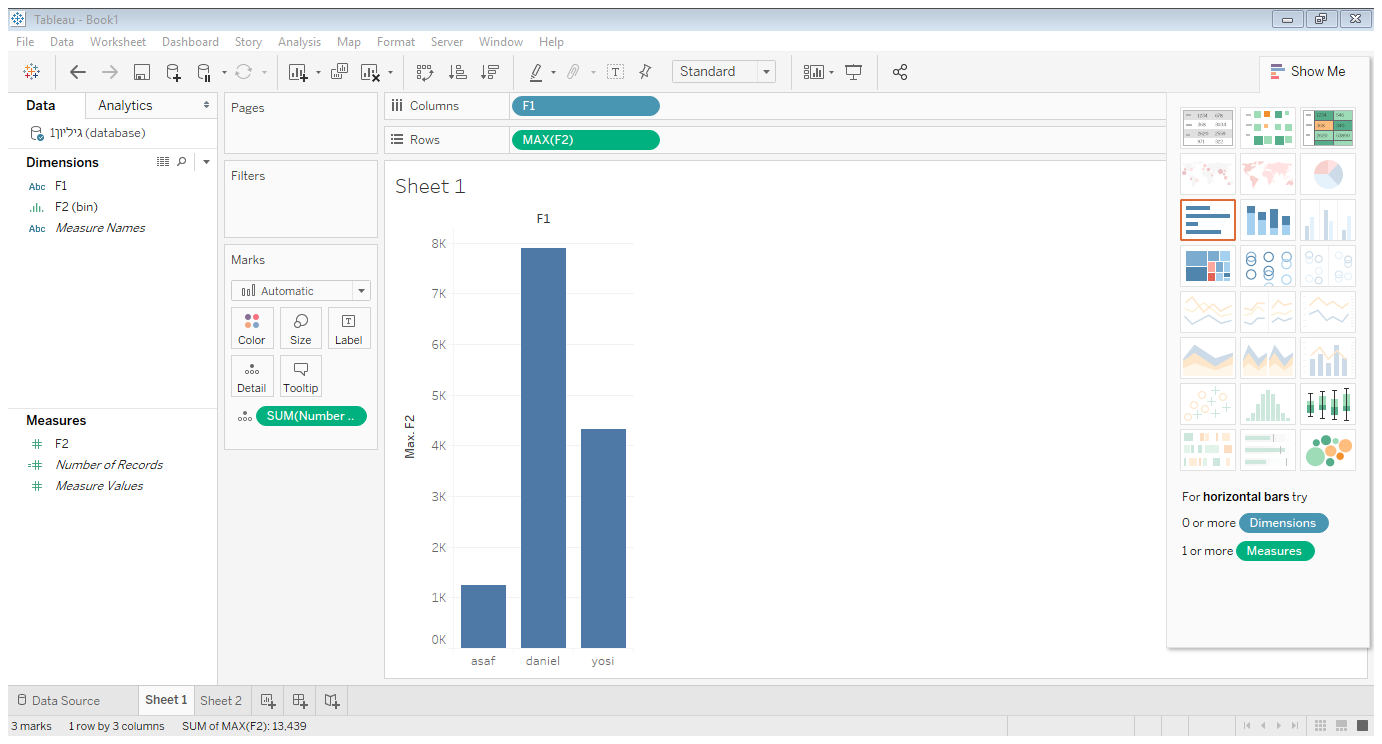 Tableau - Book1
File Data Worksheet Dashboard Story Analysis Map Format Server Window Help
Standard
Show Me
Data Analytics
גיליון1 (database)
Dimensions
Abc F1
F2 (bin)
Abc Measure Names
Measures
F2
Number of Records
Measure Values
Pages
Filters
Marks
Automatic
Color Size Label
Detail Tooltip
SUM(Number ..
Columns F1
Rows MAX(F2)
Sheet 1
F1
Max. F2
8K
7K
6K
5K
4K
3K
2K
1K
0K
asaf daniel yosi
For horizontal bars try
0 or more Dimensions
1 or more Measures
Data Source Sheet 1 Sheet 2
3 marks 1 row by 3 columns SUM of MAX(F2): 13,439